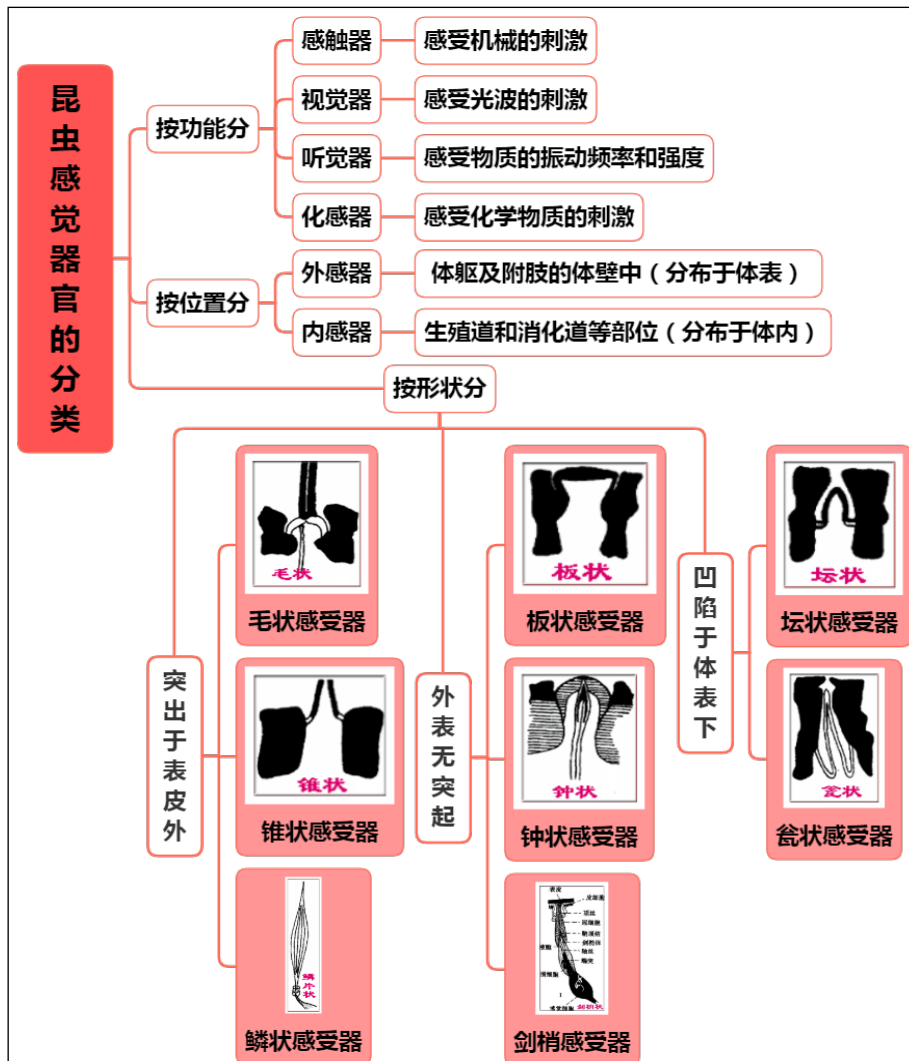 昆虫感觉器官的分类
按功能分
感触器
感受机械的刺激
视觉器
感受光波的刺激
听觉器
感受物质的振动频率和强度
化感器
感受化学物质的刺激
按位置分
外感器
体躯及附肢的体壁中（分布于体表）
内感器
生殖道和消化道等部位（分布于体内）
按形状分
突出于表皮外
毛状
毛状感受器
锥状
锥状感受器
鳞片状
鳞状感受器
外表无突起
板状
板状感受器
钟状
钟状感受器
表皮
皮细胞
感觉细胞
剑梢状
剑梢感受器
凹陷于体表下
坛状
坛状感受器
瓮状
瓮状感受器